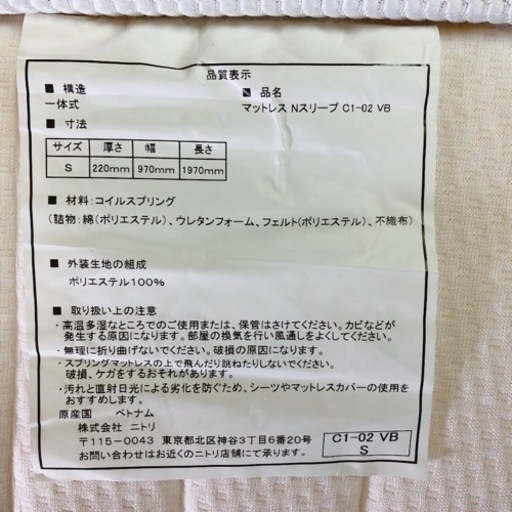 品質表示
■ 構造
一体式
■ 品名
マットレス Nスリープ C1-02 VB
■ 寸法
サイズ 厚さ 幅 長さ
S 220mm 970mm 1970mm
■ 材料:コイルスプリング
(詰物:綿(ポリエステル)、ウレタンフォーム、フェルト(ポリエステル)、不織布)
■ 外装生地の組成
ポリエステル100%
■ 取り扱い上の注意
・高温多湿なところでのご使用または、保管はさけてください。カビなどが
発生する原因になります。部屋の換気を行い風通しをよくしてください。
・無理に折り曲げないでください。破損の原因になります。
・スプリングマットレスの上で飛んだり跳ねたりしないでください。
破損、ケガをするおそれがあります。
・汚れと直射日光による劣化を防ぐため、シーツやマットレスカバーの使用を
おすすめします。
原産国 ベトナム
株式会社 ニトリ
〒115-0043 東京都北区神谷3丁目6番20号
お問い合わせはお近くのニトリ店舗にて承ります。
C1-02 VB
S